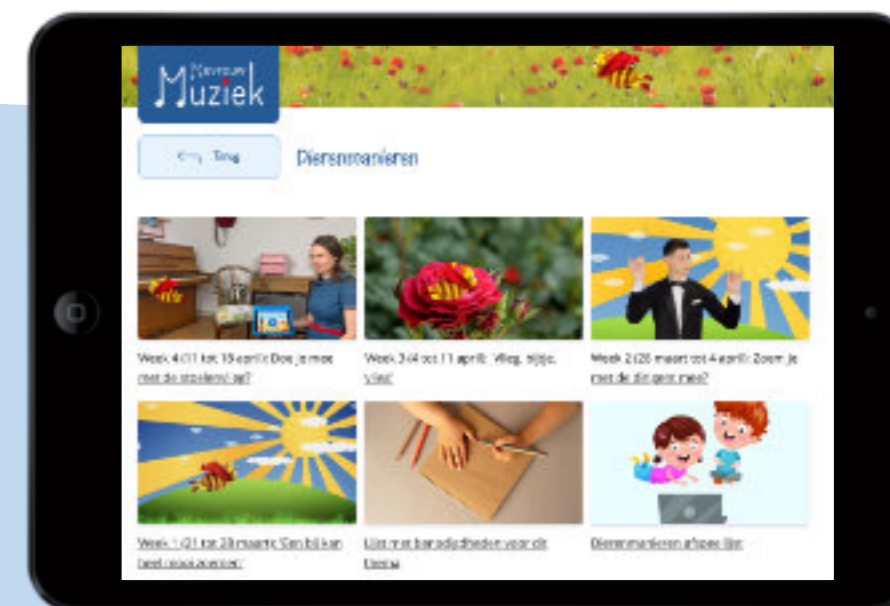 Mevrouw
Muziek
Terug
Dierenmanieren
Week 4 (11 tot 18 april): Doe je mee
met de
Week 3 (4 tot 11 april): 'Vlieg, bijtje,
vlieg'
Week 2 (28 maart tot 4 april): Zoem je
met de dirigent mee?
Week 1 (21 tot 28 maart): 'Een bij kan
heel mooi zoemen'
Lijst met benodigdheden voor dit
thema
Dierenmanieren afspeellijst